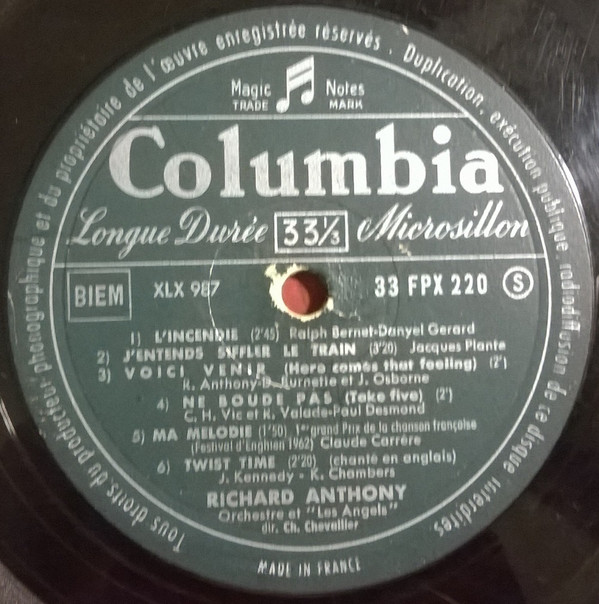 Tous droits du producteur phonographique et du propriétaire de l'œuvre enregistrée réservés - Duplication, exécution publique, radiodiffusion de ce disque interdites.
Magic Notes
TRADE MARK
Columbia
Longue Durée 33⅓ Microsillon
BIEM XLX 987 33 FPX 220 S
1) L'INCENDIE (2'45) Ralph Bernet-Danyel Gerard
2) J'ENTENDS SIFFLER LE TRAIN (3'20) Jacques Plante
3) VOICI VENIR (Here comes that feeling) (2')
R. Anthony-D. Burnette et J. Osborne
4) NE BOUDE PAS (Take five) (2')
C. H. Vic et R. Valade-Paul Desmond
5) MA MELODIE (1'50) 1er grand Prix de la chanson française
(Festival d'Enghien 1962) Claude Carrère
6) TWIST TIME (2'20) (chanté en anglais)
J. Kennedy - K. Chambers
RICHARD ANTHONY
Orchestre et "Les Angels"
dir. Ch. Chevallier
MADE IN FRANCE